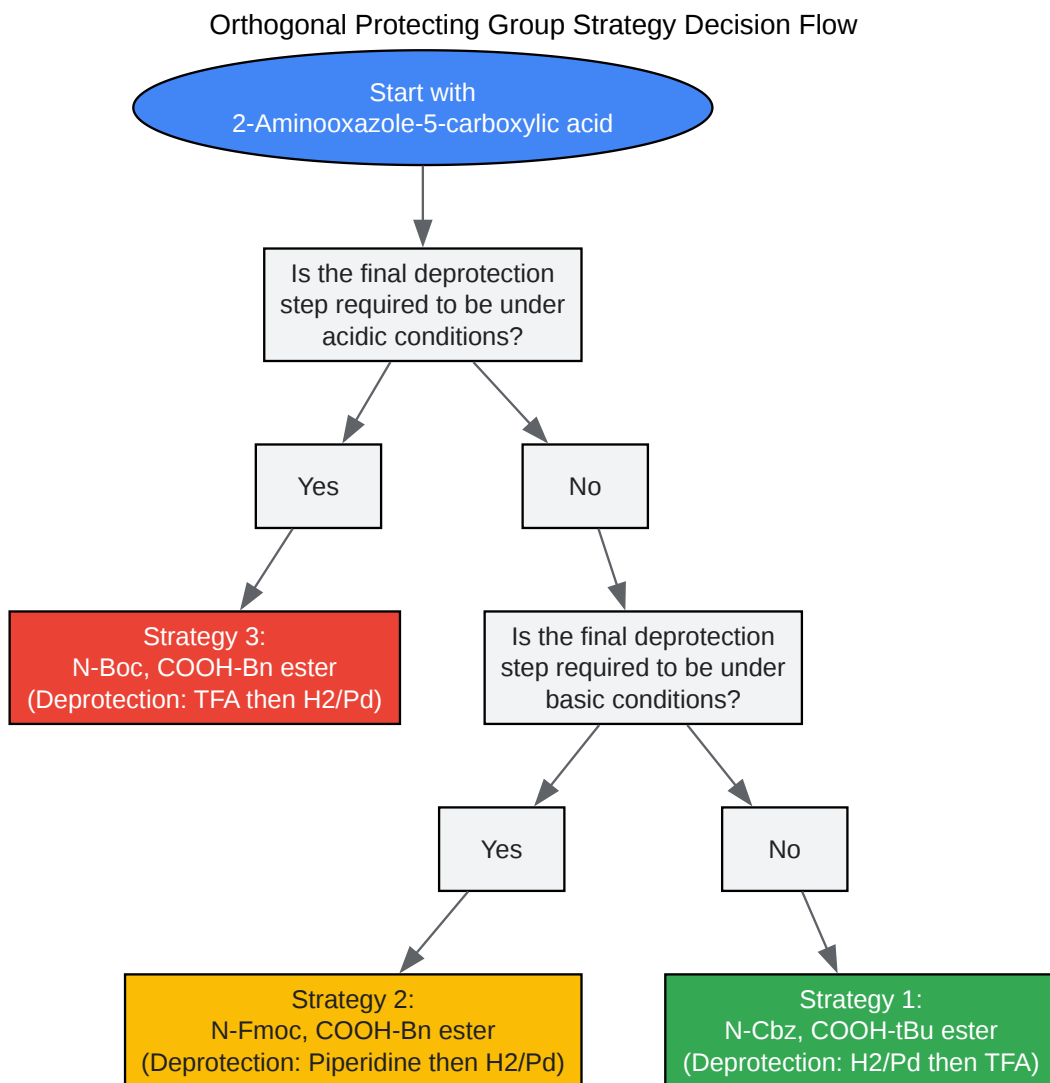 Orthogonal Protecting Group Strategy Decision Flow
Start with
2-Aminooxazole-5-carboxylic acid
Is the final deprotection
step required to be under
acidic conditions?
Yes
No
Strategy 3:
N-Boc, COOH-Bn ester
(Deprotection: TFA then H2/Pd)
Is the final deprotection
step required to be under
basic conditions?
Yes
No
Strategy 2:
N-Fmoc, COOH-Bn ester
(Deprotection: Piperidine then H2/Pd)
Strategy 1:
N-Cbz, COOH-tBu ester
(Deprotection: H2/Pd then TFA)